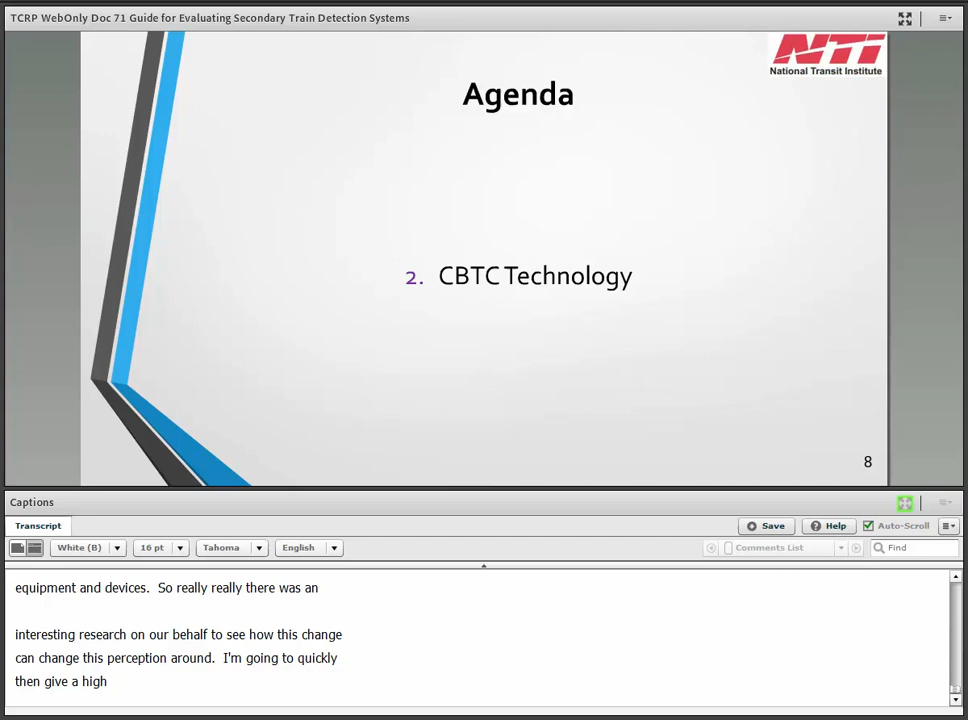 TCRP WebOnly Doc 71 Guide for Evaluating Secondary Train Detection Systems
NTI
National Transit Institute
Agenda
2. CBTC Technology
8
Captions
Transcript
Save
Help
Auto-Scroll
White (B)
16 pt
Tahoma
English
Comments List
Find
equipment and devices.  So really really there was an
interesting research on our behalf to see how this change
can change this perception around.  I'm going to quickly
then give a high